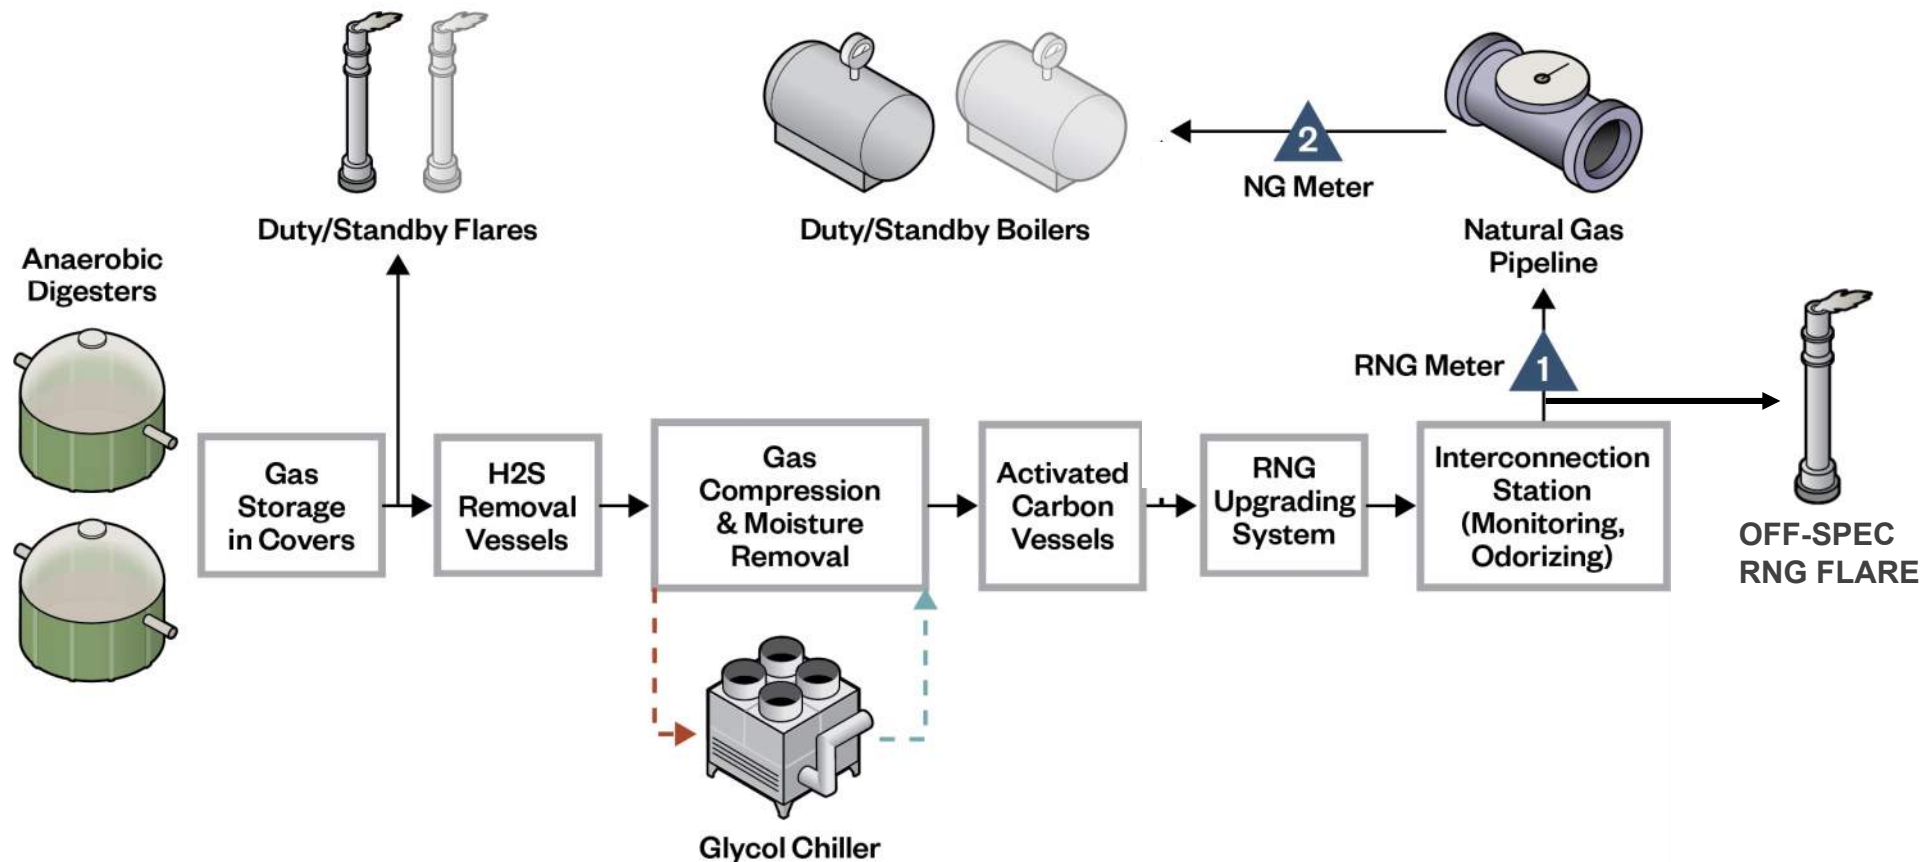 2
NG Meter
Duty/Standby Flares
Duty/Standby Boilers
Natural Gas
Pipeline
Anaerobic
Digesters
RNG Meter
1
Gas
Storage
in Covers
H2S
Removal
Vessels
Gas
Compression
& Moisture
Removal
Activated
Carbon
Vessels
RNG
Upgrading
System
Interconnection
Station
(Monitoring,
Odorizing)
OFF-SPEC
RNG FLARE
Glycol Chiller